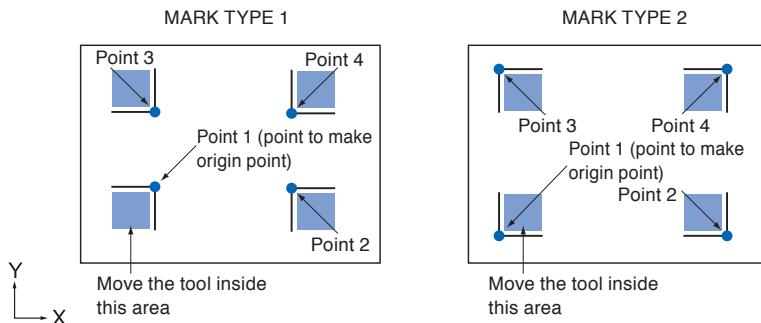 MARK TYPE 1
Point 3
Point 4
Point 1 (point to make
origin point)
Point 2
Move the tool inside
this area
Y
X
MARK TYPE 2
Point 3
Point 4
Point 1 (point to make
origin point)
Point 2
Move the tool inside
this area